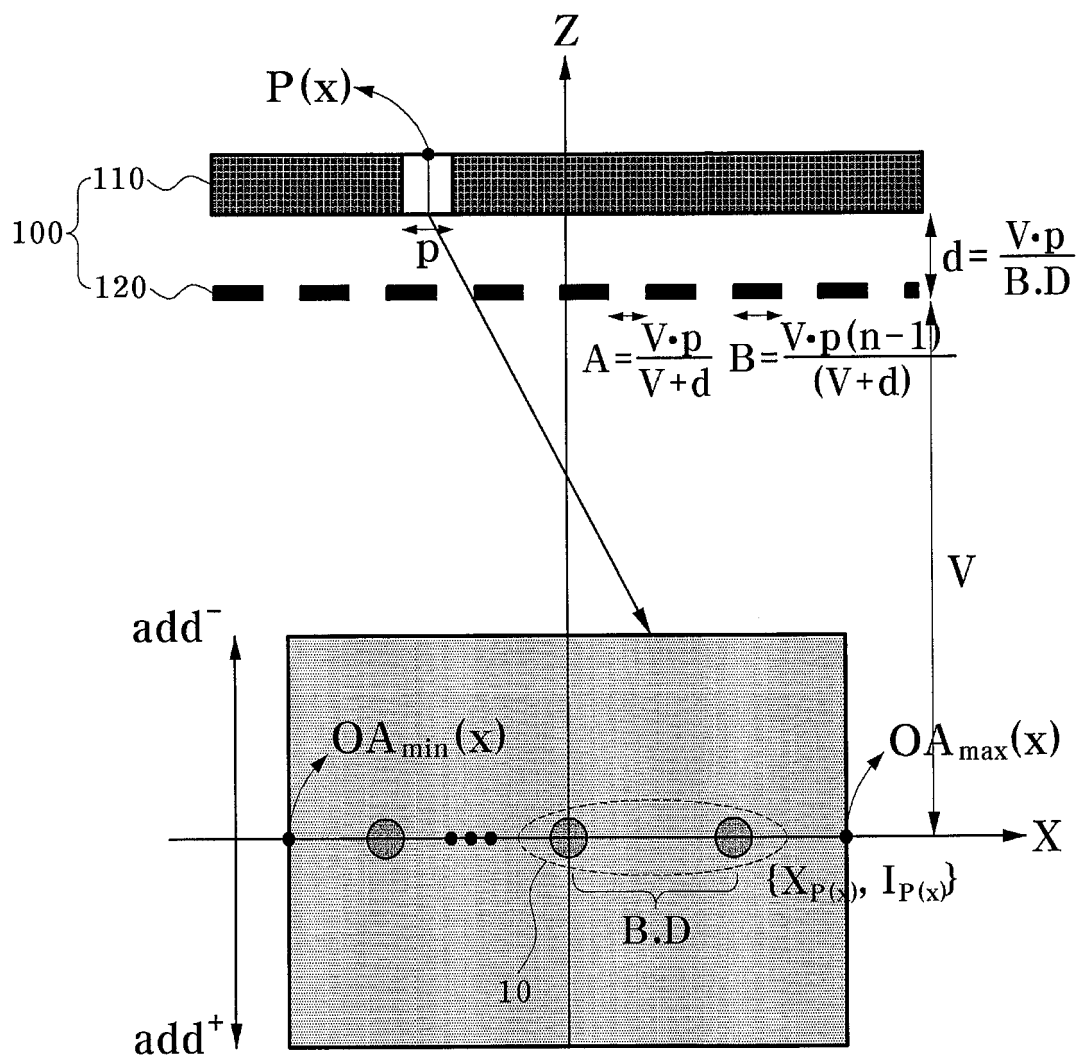 Z
P(x)
110
100
p
120
d= V·p / B.D
A= V·p / V+d
B= V·p(n-1) / (V+d)
V
add⁻
OAmin(x)
OAmax(x)
X
{XP(x), IP(x)}
B.D
10
add⁺